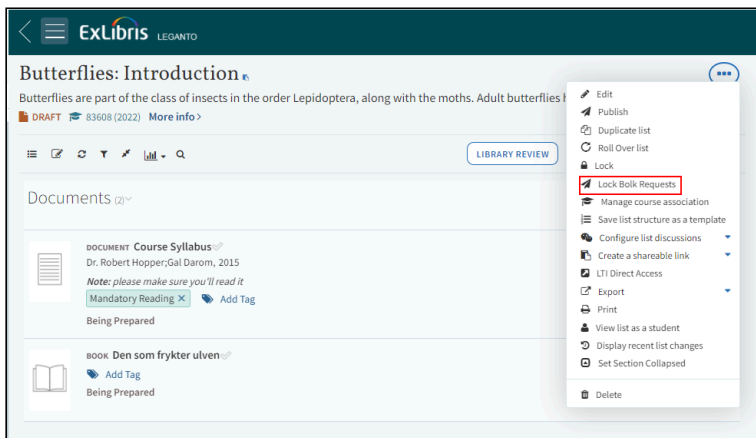 ExLibris LEGANTO
Butterflies: Introduction
Butterflies are part of the class of insects in the order Lepidoptera, along with the moths. Adult butterflies
DRAFT 83608 (2022) More info >
LIBRARY REVIEW
Documents (2)
DOCUMENT Course Syllabus
Dr. Robert Hopper;Gal Darom, 2015
Note: please make sure you'll read it
Mandatory Reading × Add Tag
Being Prepared
BOOK Den som frykter ulven
Add Tag
Being Prepared
Edit
Publish
Duplicate list
Roll Over list
Lock
Lock Bolk Requests
Manage course association
Save list structure as a template
Configure list discussions
Create a shareable link
LTI Direct Access
Export
Print
View list as a student
Display recent list changes
Set Section Collapsed
Delete